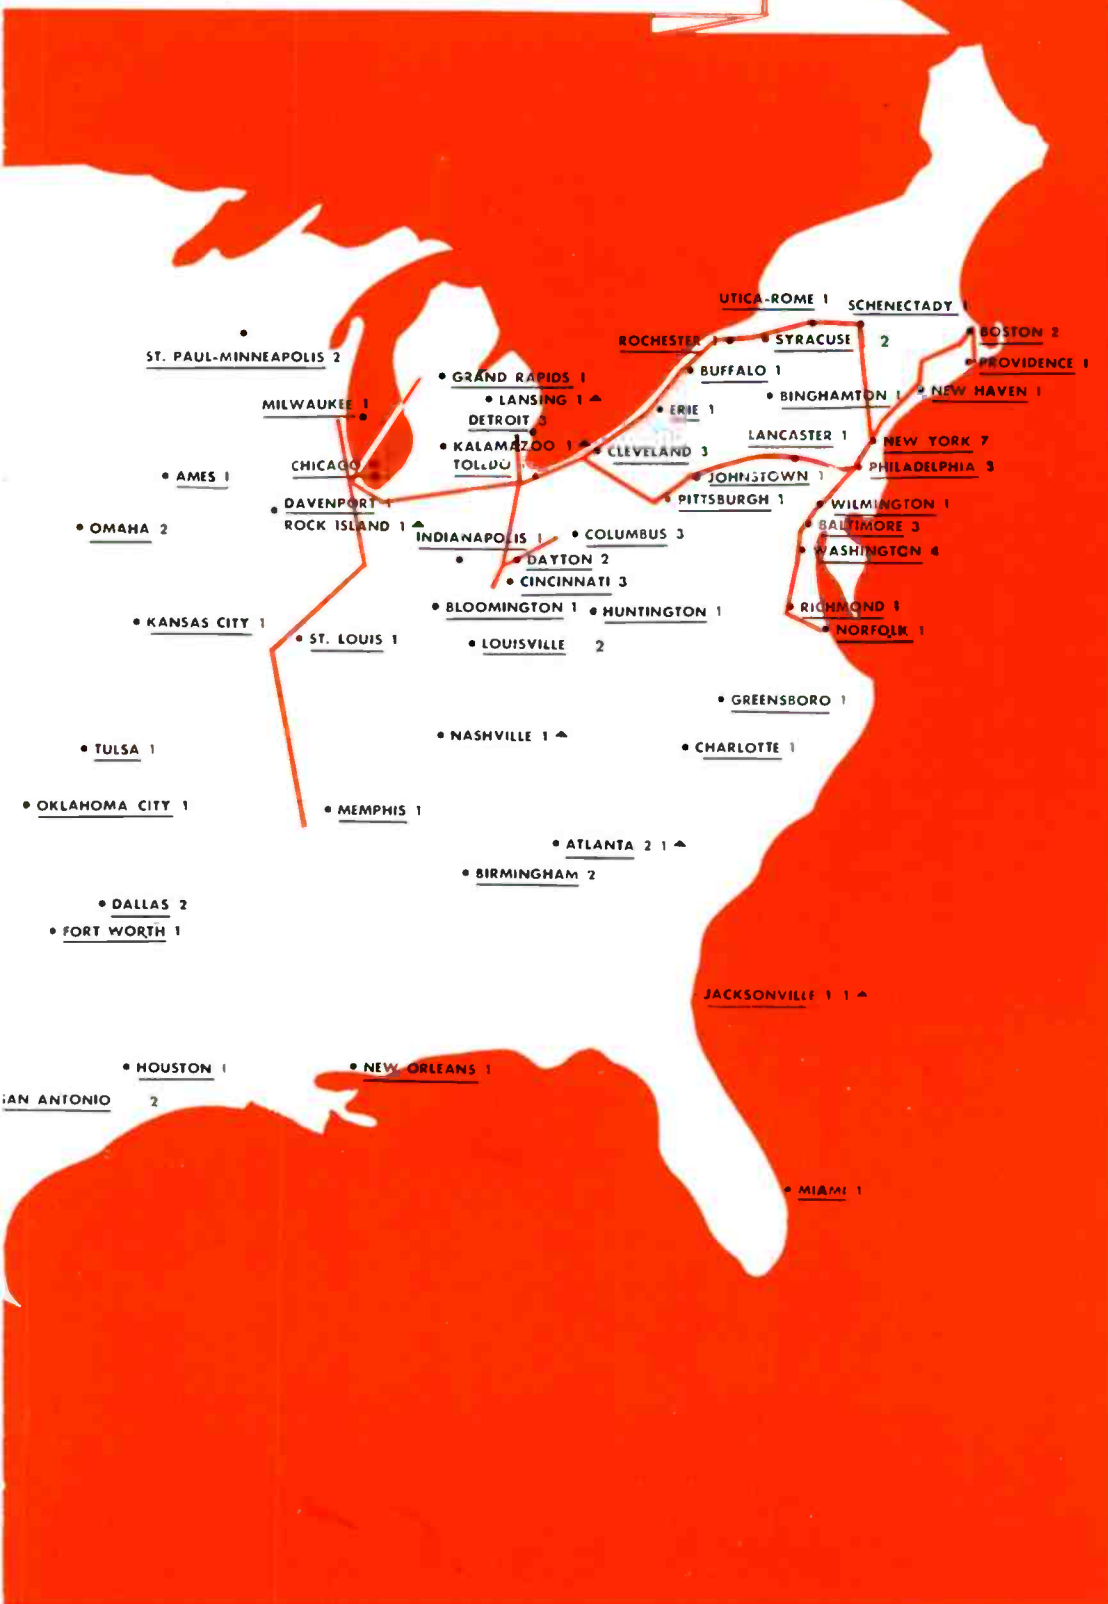 UTICA-ROME 1
SCHENECTADY 1
ROCHESTER 1
SYRACUSE 2
BOSTON 2
ST. PAUL-MINNEAPOLIS 2
PROVIDENCE 1
BUFFALO 1
GRAND RAPIDS 1
NEW HAVEN 1
BINGHAMTON 1
LANSING 1
MILWAUKEE 1
ERIE 1
DETROIT 3
LANCASTER 1
NEW YORK 7
KALAMAZOO 1
CLEVELAND 3
CHICAGO
TOLEDO
PHILADELPHIA 3
AMES 1
JOHNSTOWN 1
PITTSBURGH 1
DAVENPORT 1
ROCK ISLAND 1
WILMINGTON 1
OMAHA 2
BALTIMORE 3
INDIANAPOLIS 1
COLUMBUS 3
WASHINGTON 4
DAYTON 2
CINCINNATI 3
BLOOMINGTON 1
HUNTINGTON 1
RICHMOND 1
KANSAS CITY 1
NORFOLK 1
ST. LOUIS 1
LOUISVILLE 2
GREENSBORO 1
NASHVILLE 1
TULSA 1
CHARLOTTE 1
OKLAHOMA CITY 1
MEMPHIS 1
ATLANTA 2 1
BIRMINGHAM 2
DALLAS 2
FORT WORTH 1
JACKSONVILLE 1 1
HOUSTON 1
NEW ORLEANS 1
SAN ANTONIO 2
MIAMI 1